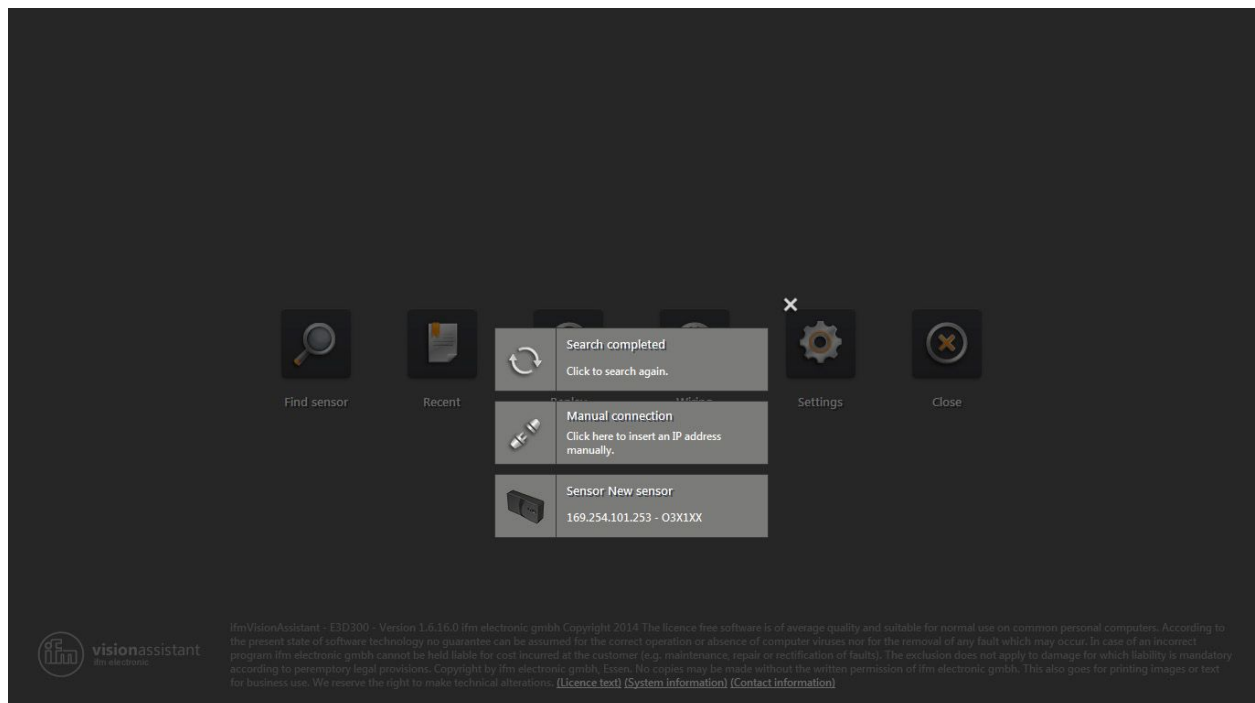 Search completed
Click to search again.
Find sensor
Recent
Replay
Wiring
Settings
Close
Manual connection
Click here to insert an IP address
manually.
Sensor New sensor
169.254.101.253 - O3X1XX
ifm
visionassistant
ifm electronic
ifmVisionAssistant - E3D300 - Version 1.6.16.0 ifm electronic gmbh Copyright 2014 The licence free software is of average quality and suitable for normal use on common personal computers. According to
the present state of software technology no guarantee can be assumed for the correct operation or absence of computer viruses nor for the removal of any fault which may occur. In case of an incorrect
program ifm electronic gmbh cannot be held liable for cost incurred at the customer (e.g. maintenance, repair or rectification of faults). The exclusion does not apply to damage for which liability is mandatory
according to peremptory legal provisions. Copyright by ifm electronic gmbh, Essen. No copies may be made without the written permission of ifm electronic gmbh. This also goes for printing images or text
for business use. We reserve the right to make technical alterations. (Licence text) (System information) (Contact information)